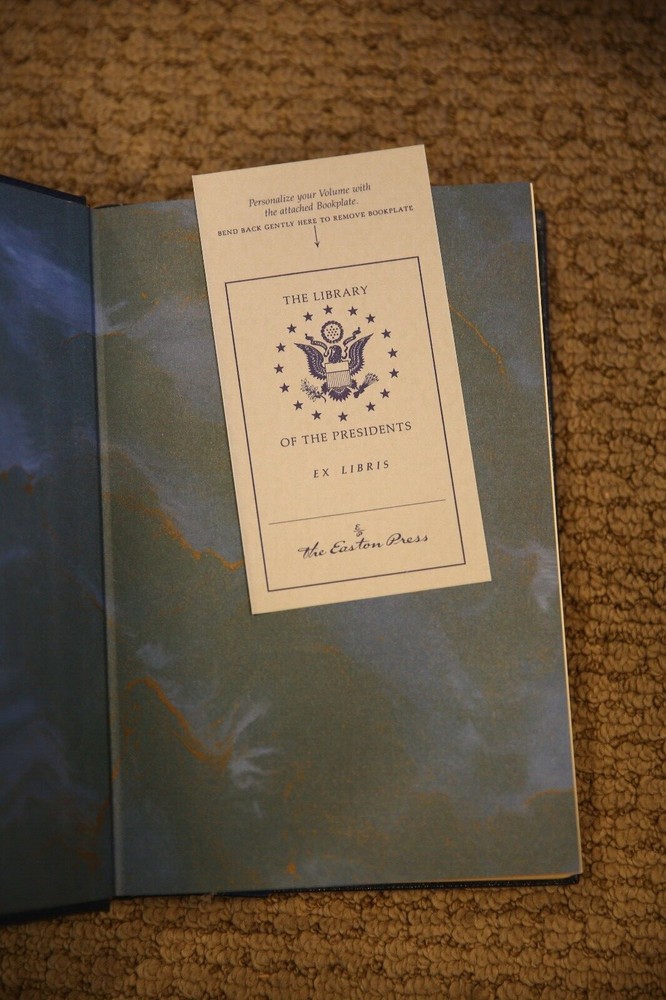 Personalize your Volume with
the attached Bookplate.
BEND BACK GENTLY HERE TO REMOVE BOOKPLATE
THE LIBRARY
OF THE PRESIDENTS
EX LIBRIS
the Easton Press